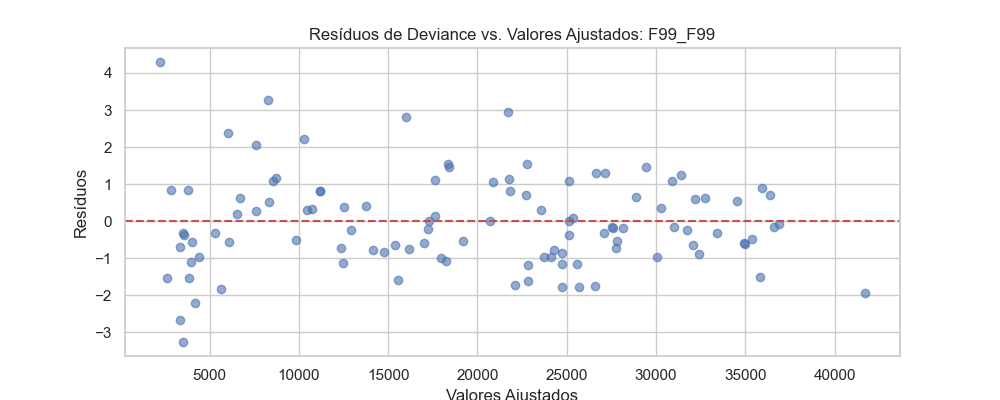 Resíduos de Deviance vs. Valores Ajustados: F99_F99
4
3
2
1
0
−1
−2
−3
Resíduos
5000 10000 15000 20000 25000 30000 35000 40000
Valores Ajustados